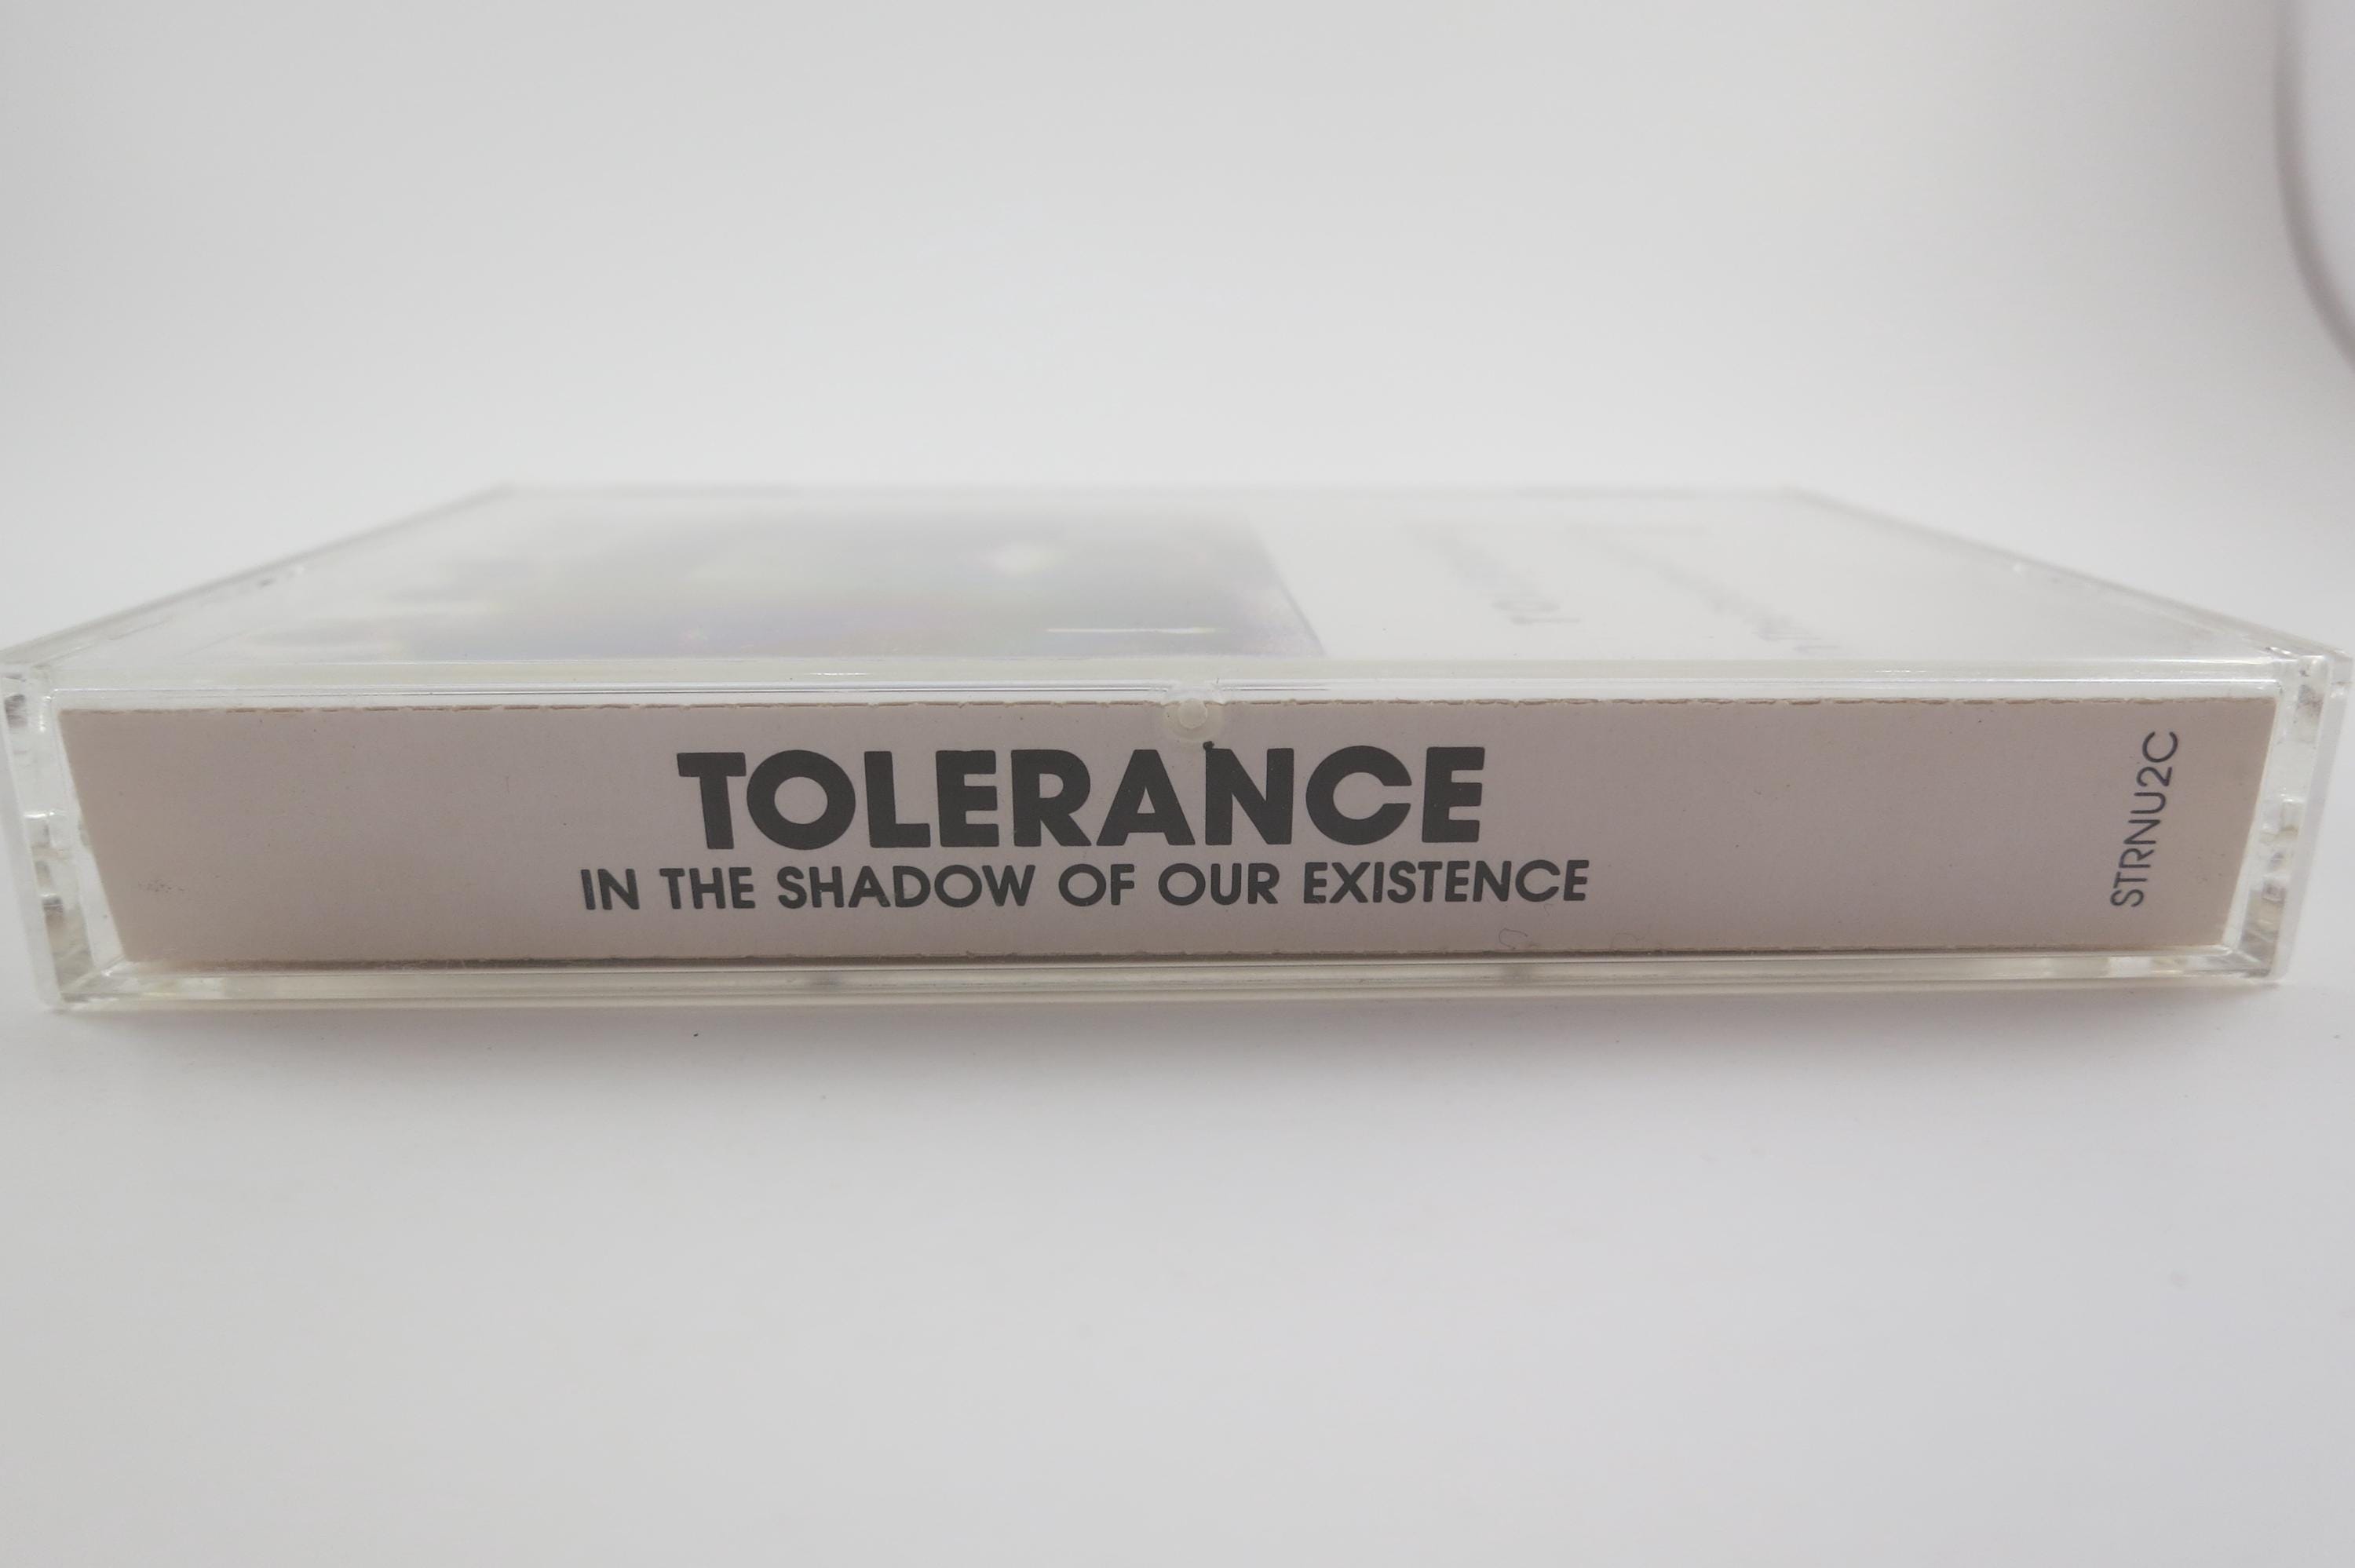 TOLERANCE
IN THE SHADOW OF OUR EXISTENCE
STRNU2C